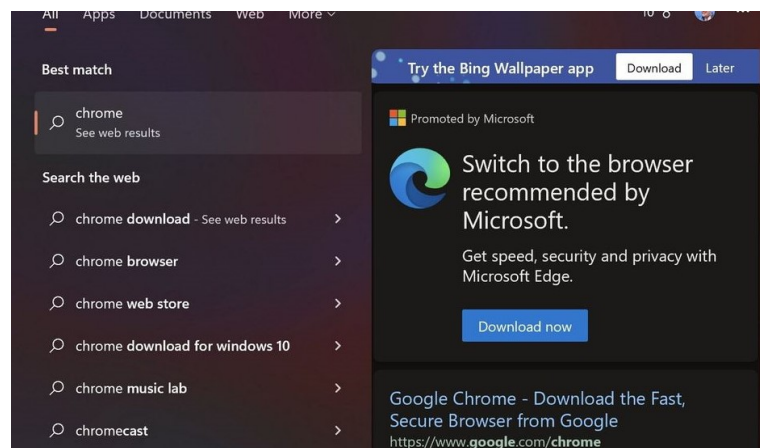 All Apps Documents Web More
Best match
chrome
See web results
Search the web
chrome download - See web results
chrome browser
chrome web store
chrome download for windows 10
chrome music lab
chromecast
Try the Bing Wallpaper app Download Later
Promoted by Microsoft
Switch to the browser
recommended by
Microsoft.
Get speed, security and privacy with
Microsoft Edge.
Download now
Google Chrome - Download the Fast,
Secure Browser from Google
https://www.google.com/chrome